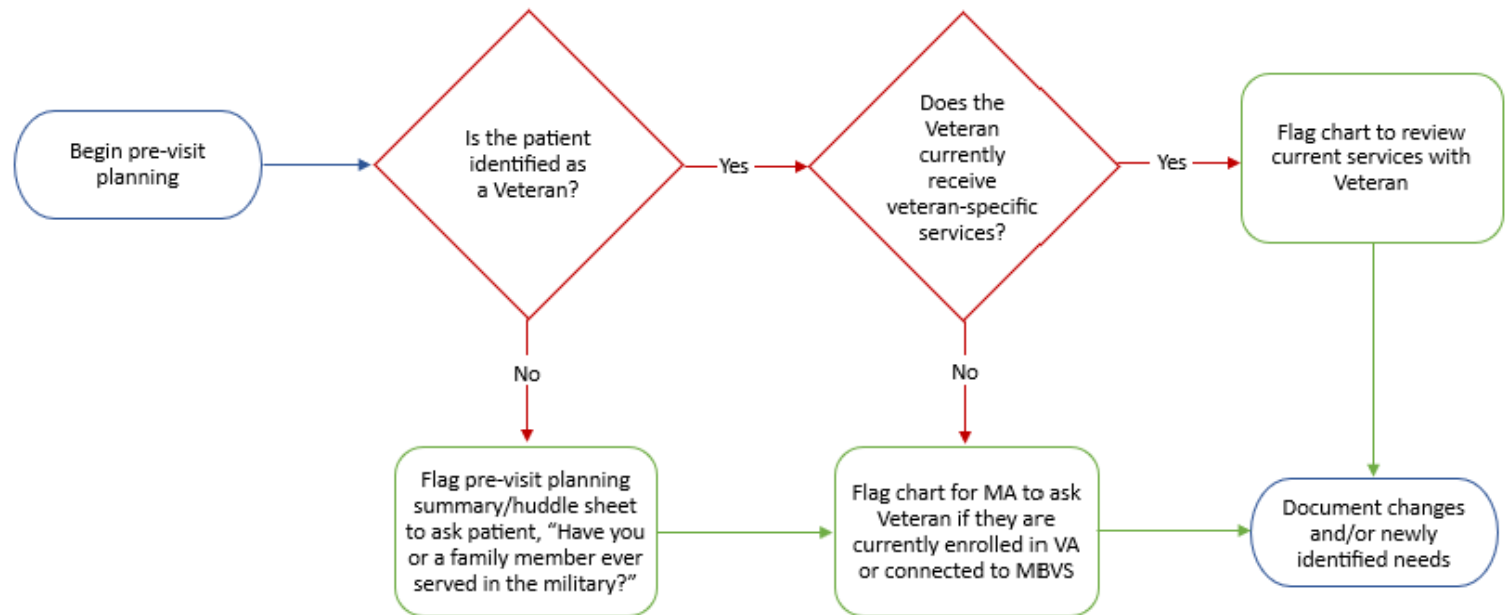 Begin pre-visit
planning
Is the patient
identified as
a Veteran?
Yes
Does the
Veteran
currently
receive
veteran-specific
services?
Yes
Flag chart to review
current services with
Veteran
No
No
Flag pre-visit planning
summary/huddle sheet
to ask patient, “Have you
or a family member ever
served in the military?”
Flag chart for MA to ask
Veteran if they are
currently enrolled in VA
or connected to MBVS
Document changes
and/or newly
identified needs